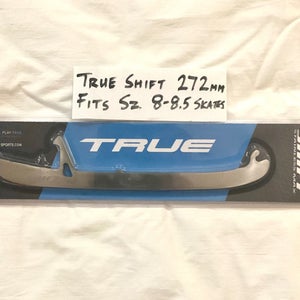 TRUE SHIFT 272mm
FITS SZ. 8-8.5 SKATES
TRUE